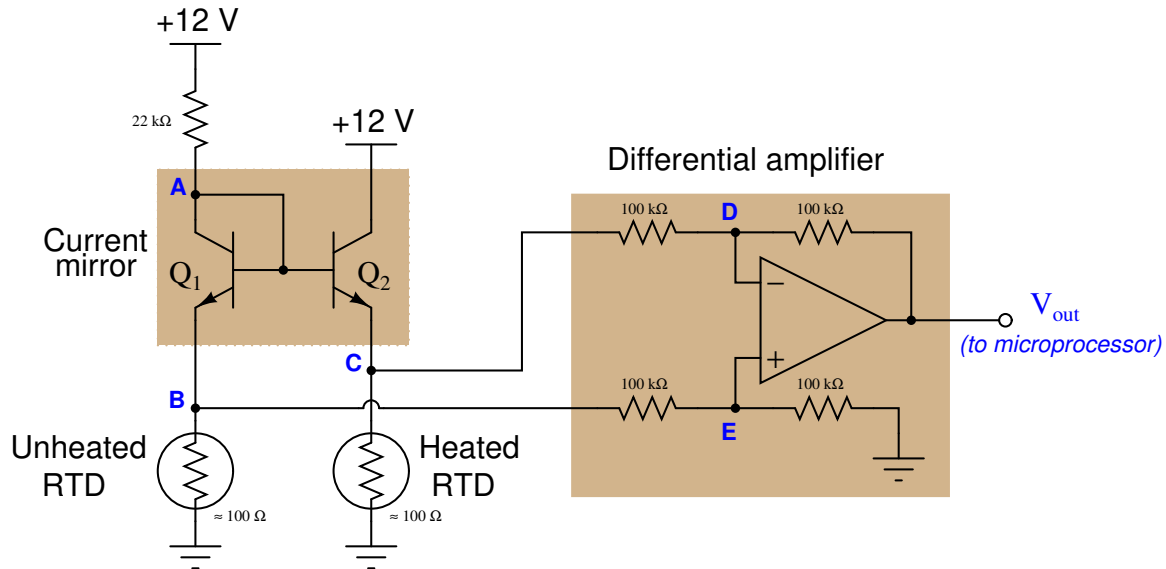 +12 V
22 kΩ
+12 V
Differential amplifier
A
100 kΩ
D
100 kΩ
Current
mirror
Q1
Q2
−
Vout
(to microprocessor)
C
+
B
100 kΩ
100 kΩ
E
Unheated
RTD
Heated
RTD
≈ 100 Ω
≈ 100 Ω